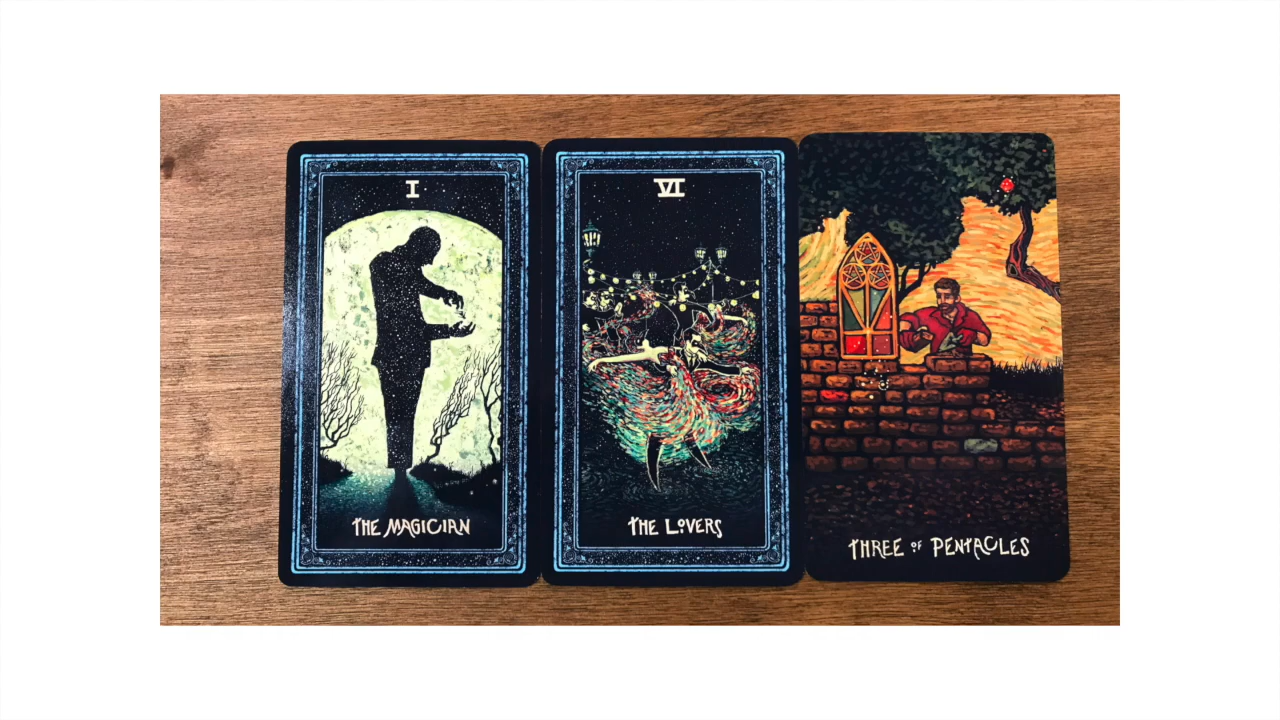 I
THE MAGICIAN
VI
THE LOVERS
THREE OF PENTACLES